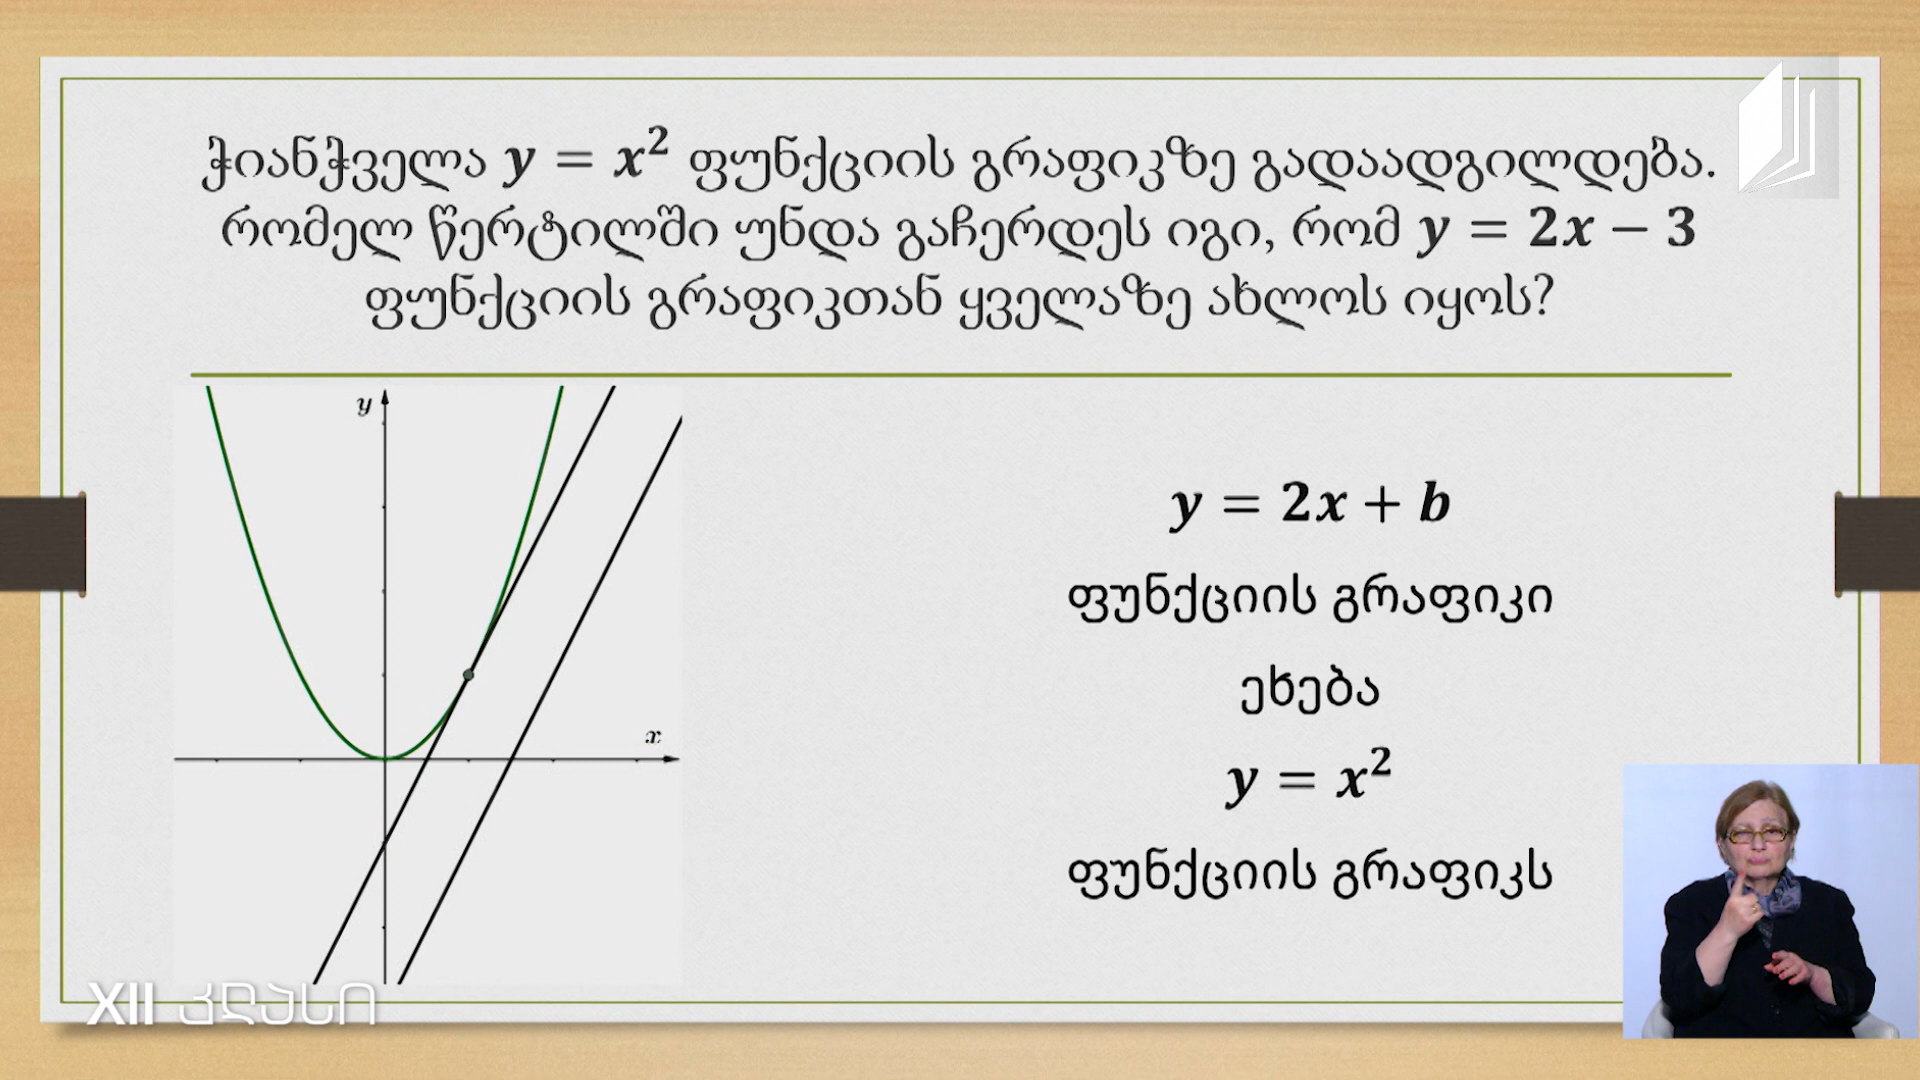 ჭიანჭველა y = x² ფუნქციის გრაფიკზე გადაადგილდება.
რომელ წერტილში უნდა გაჩერდეს იგი, რომ y = 2x − 3
ფუნქციის გრაფიკთან ყველაზე ახლოს იყოს?
y
x
y = 2x + b
ფუნქციის გრაფიკი
ეხება
y = x²
ფუნქციის გრაფიკს
XII კლასი